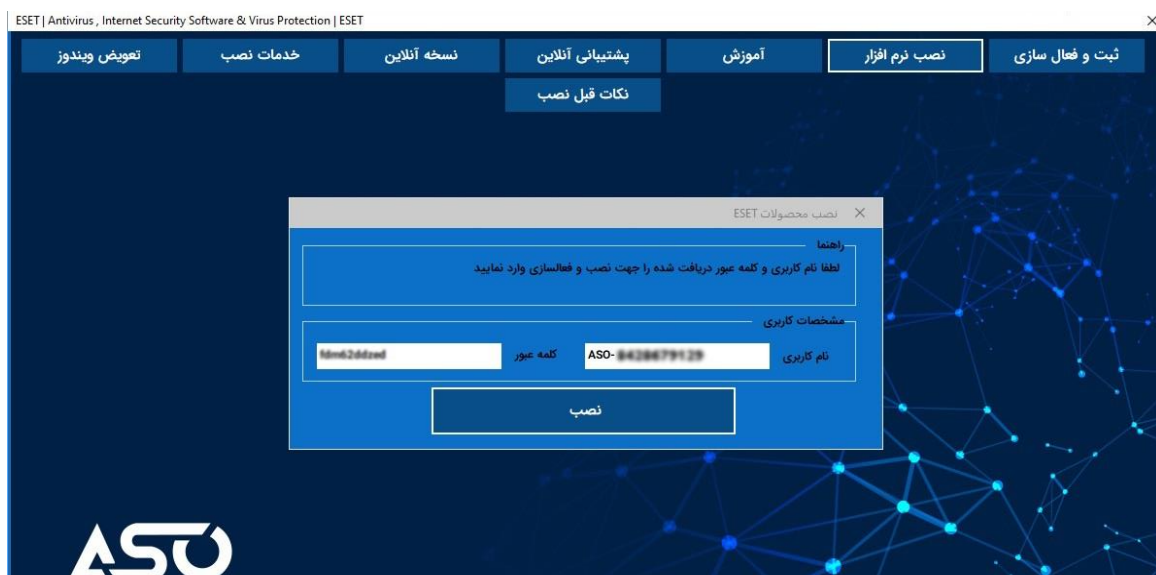 ESET | Antivirus , Internet Security Software & Virus Protection | ESET
ثبت و فعال سازی
نصب نرم افزار
آموزش
پشتیبانی آنلاین
نسخه آنلاین
خدمات نصب
تعویض ویندوز
نکات قبل نصب
نصب محصولات ESET
راهنما
لطفا نام کاربری و کلمه عبور دریافت شده را جهت نصب و فعالسازی وارد نمایید
مشخصات کاربری
نام کاربری
ASO-
کلمه عبور
نصب
ASO